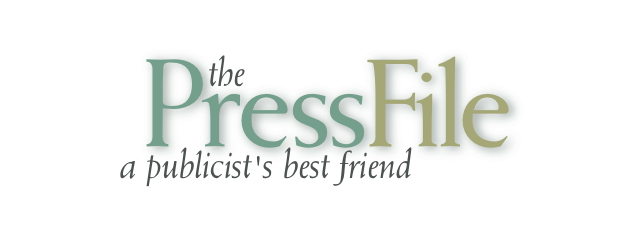 the
PressFile
a publicist's best friend